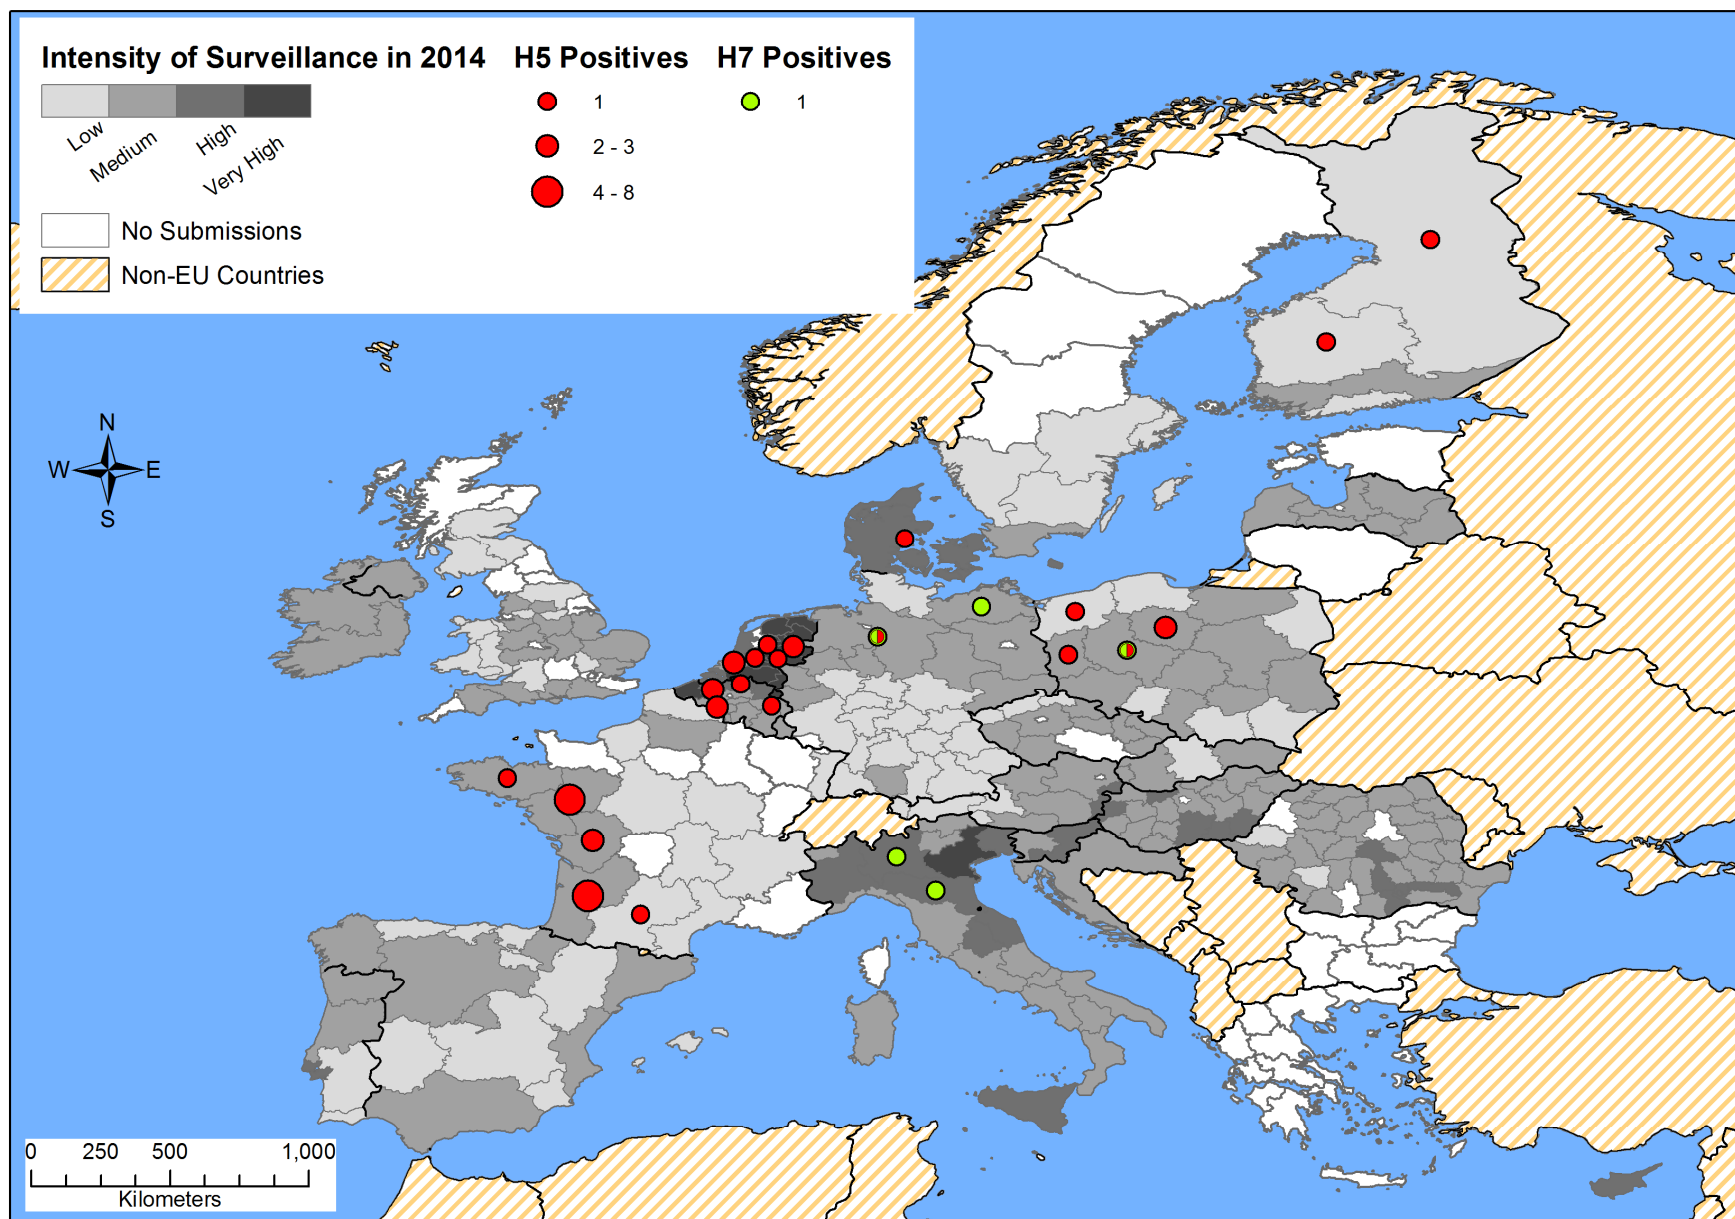 Intensity of Surveillance in 2014
Low
Medium
High
Very High
No Submissions
Non-EU Countries
H5 Positives
1
2 - 3
4 - 8
H7 Positives
1
N
W E
S
0 250 500 1,000
Kilometers